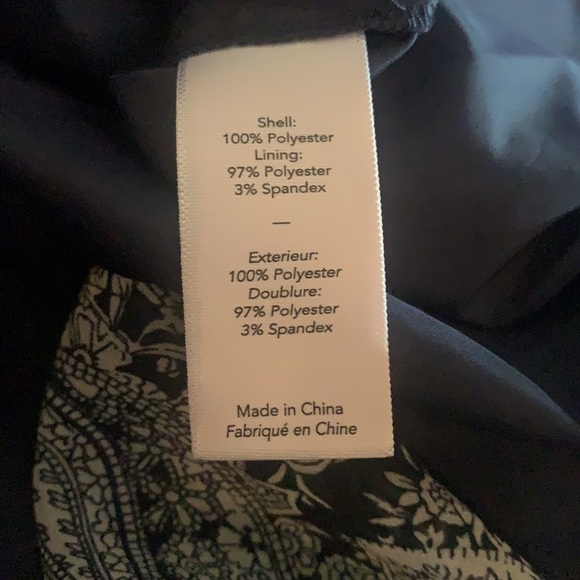 Shell:
100% Polyester
Lining:
97% Polyester
3% Spandex
—
Exterieur:
100% Polyester
Doublure:
97% Polyester
3% Spandex
Made in China
Fabriqué en Chine